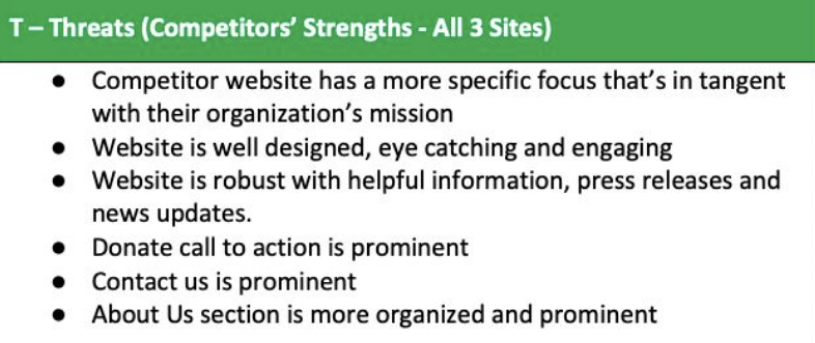 T – Threats (Competitors' Strengths - All 3 Sites)
● Competitor website has a more specific focus that's in tangent
with their organization's mission
● Website is well designed, eye catching and engaging
● Website is robust with helpful information, press releases and
news updates.
● Donate call to action is prominent
● Contact us is prominent
● About Us section is more organized and prominent